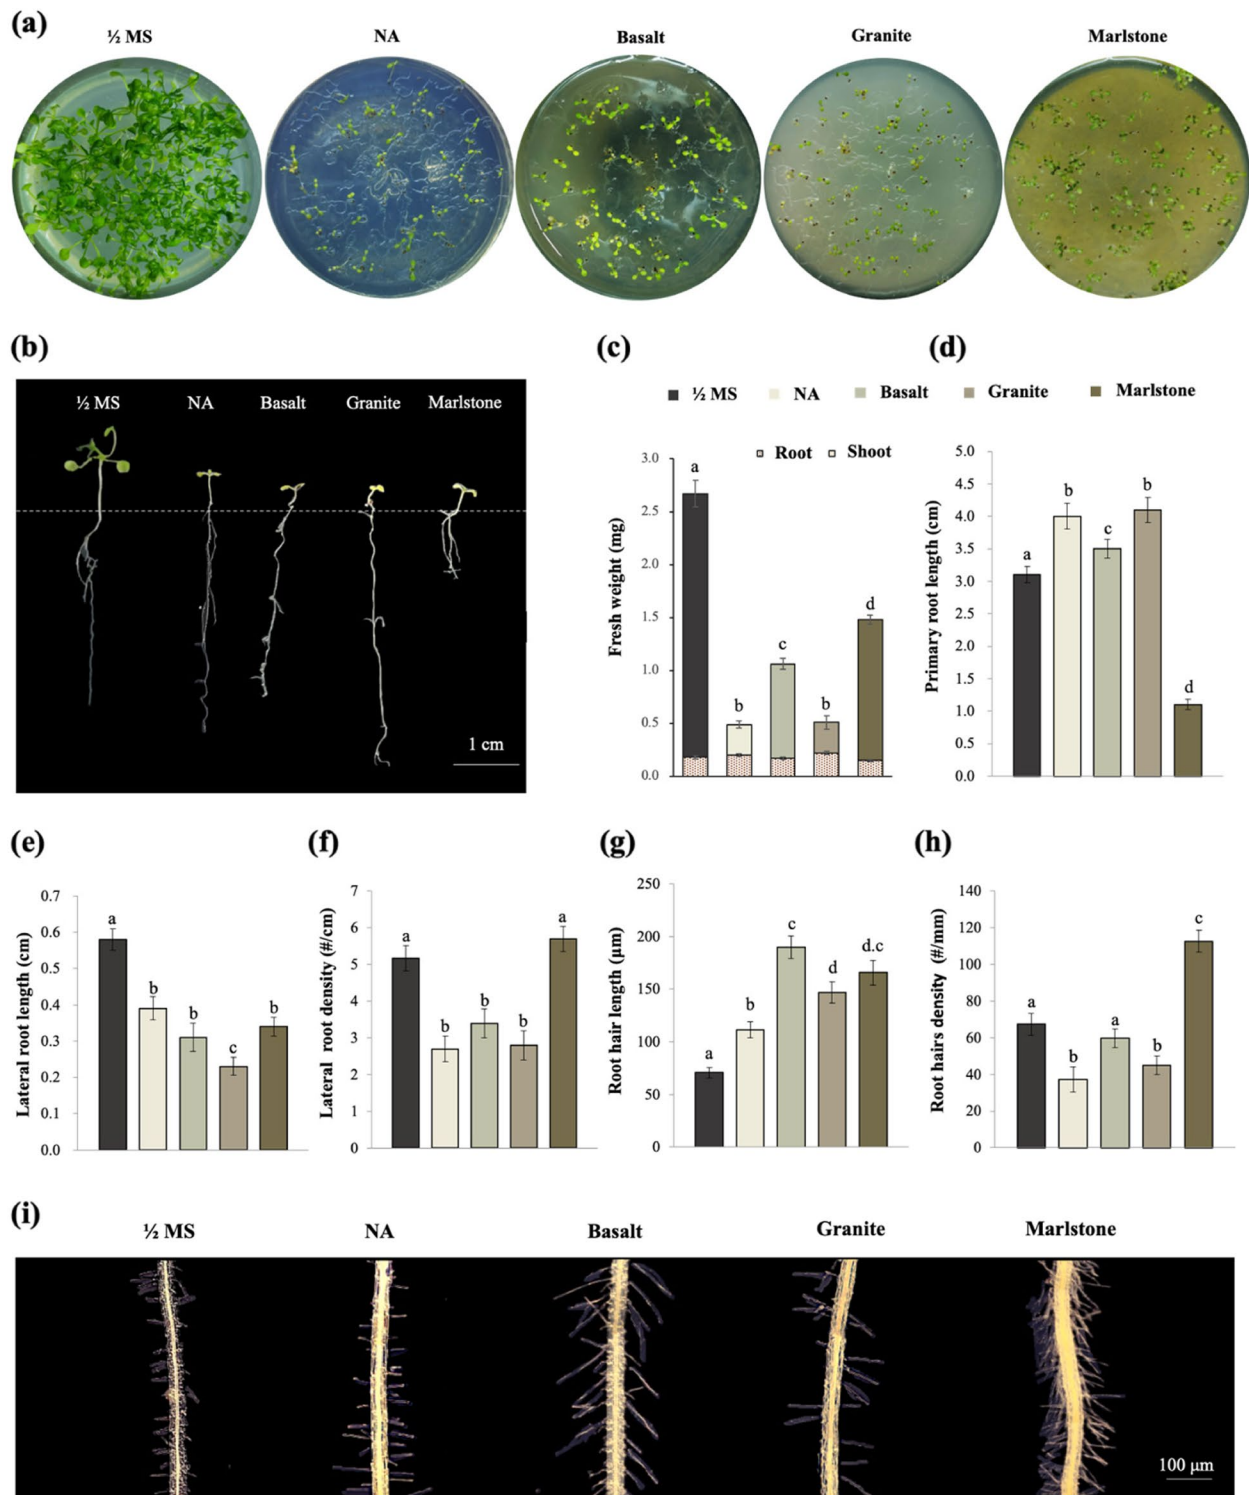 (a)
½ MS NA Basalt Granite Marlstone
(b)
½ MS NA Basalt Granite Marlstone
1 cm
(c) (d)
½ MS NA Basalt Granite Marlstone
Root Shoot
Fresh weight (mg)
3.0
2.5
2.0
1.5
1.0
0.5
0.0
a
b
c
b
d
Primary root length (cm)
5.0
4.5
4.0
3.5
3.0
2.5
2.0
1.5
1.0
0.5
0.0
a
b
c
b
d
(e)
Lateral root length (cm)
0.7
0.6
0.5
0.4
0.3
0.2
0.1
0.0
a
b
b
c
b
(f)
Lateral root density (#/cm)
7
6
5
4
3
2
1
0
a
b
b
b
a
(g)
Root hair length (µm)
250
200
150
100
50
0
a
b
c
d
d.c
(h)
Root hairs density (#/mm)
140
120
100
80
60
40
20
0
a
b
a
b
c
(i)
½ MS NA Basalt Granite Marlstone
100 µm